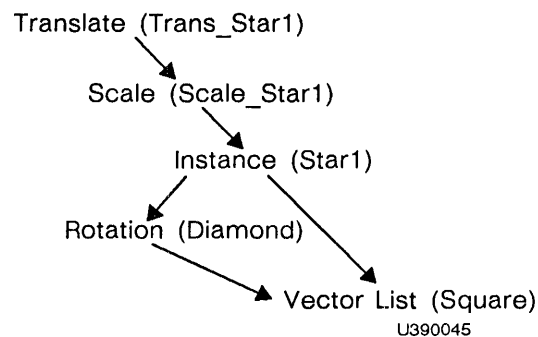 Translate (Trans_Star1)
Scale (Scale_Star1)
Instance (Star1)
Rotation (Diamond)
Vector List (Square)
U390045